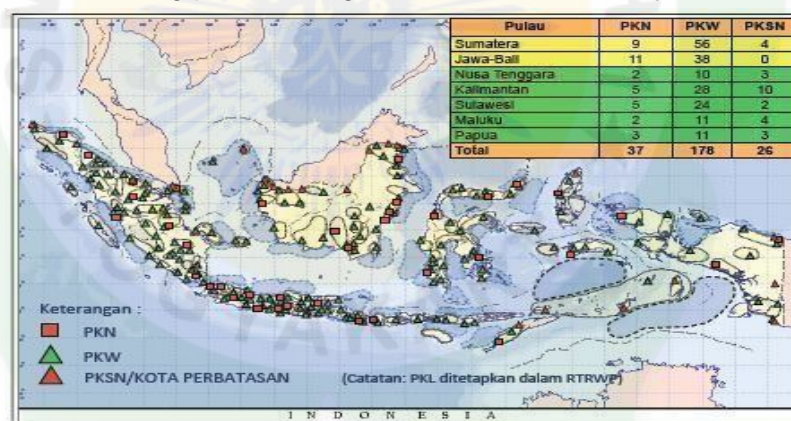 Pulau PKN PKW PKSN
Sumatera 9 56 4
Jawa-Bali 11 38 0
Nusa Tenggara 2 10 3
Kalimantan 5 28 10
Sulawesi 5 24 2
Maluku 2 11 4
Papua 3 11 3
Total 37 178 26
Keterangan :
PKN
PKW
PKSN/KOTA PERBATASAN (Catatan: PKL ditetapkan dalam RTRWP)
INDONESIA